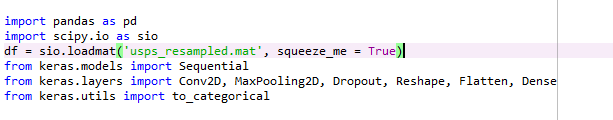 import pandas as pd
import scipy.io as sio
df = sio.loadmat('usps_resampled.mat', squeeze_me = True)
from keras.models import Sequential
from keras.layers import Conv2D, MaxPooling2D, Dropout, Reshape, Flatten, Dense
from keras.utils import to_categorical